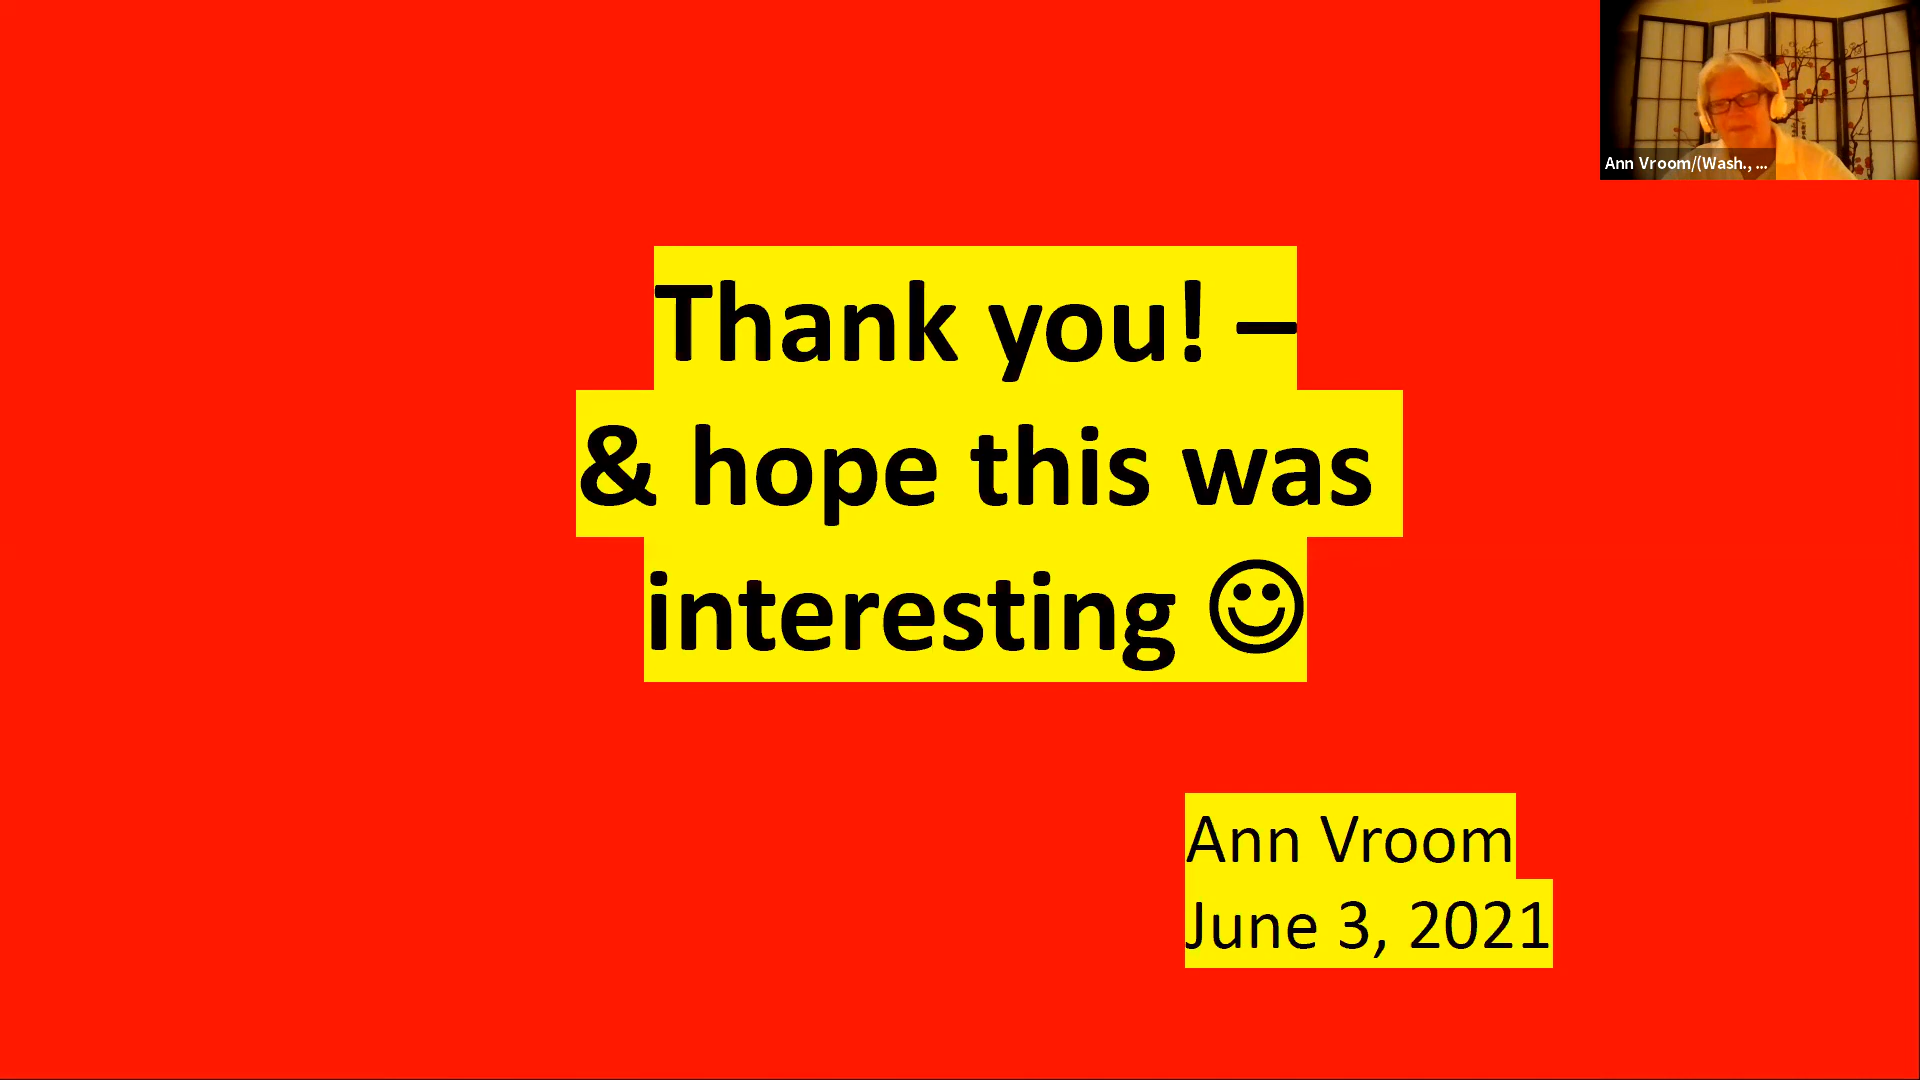 Ann Vroom/(Wash., ...
Thank you! –
& hope this was
interesting ☺
Ann Vroom
June 3, 2021